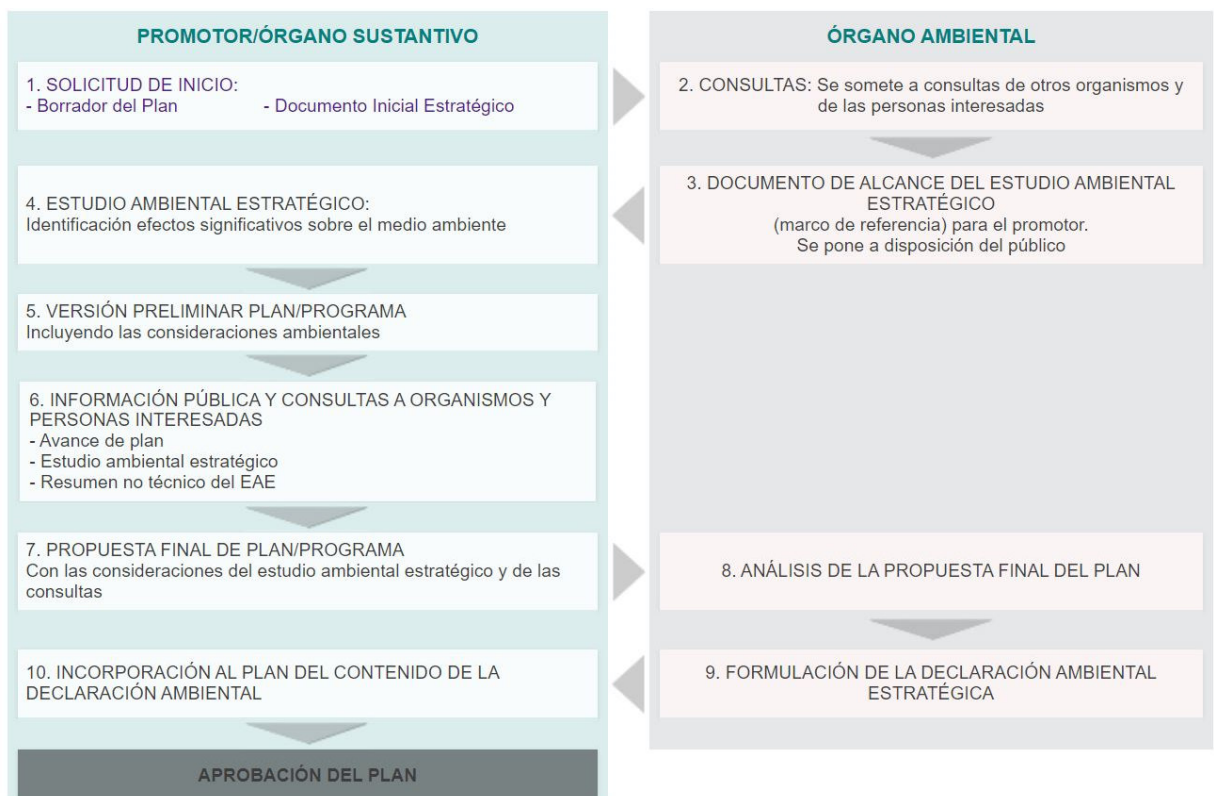 PROMOTOR/ÓRGANO SUSTANTIVO
ÓRGANO AMBIENTAL
1. SOLICITUD DE INICIO:
- Borrador del Plan - Documento Inicial Estratégico
2. CONSULTAS: Se somete a consultas de otros organismos y
de las personas interesadas
3. DOCUMENTO DE ALCANCE DEL ESTUDIO AMBIENTAL
ESTRATÉGICO
(marco de referencia) para el promotor.
Se pone a disposición del público
4. ESTUDIO AMBIENTAL ESTRATÉGICO:
Identificación efectos significativos sobre el medio ambiente
5. VERSIÓN PRELIMINAR PLAN/PROGRAMA
Incluyendo las consideraciones ambientales
6. INFORMACIÓN PÚBLICA Y CONSULTAS A ORGANISMOS Y
PERSONAS INTERESADAS
- Avance de plan
- Estudio ambiental estratégico
- Resumen no técnico del EAE
7. PROPUESTA FINAL DE PLAN/PROGRAMA
Con las consideraciones del estudio ambiental estratégico y de las
consultas
8. ANÁLISIS DE LA PROPUESTA FINAL DEL PLAN
9. FORMULACIÓN DE LA DECLARACIÓN AMBIENTAL
ESTRATÉGICA
10. INCORPORACIÓN AL PLAN DEL CONTENIDO DE LA
DECLARACIÓN AMBIENTAL
APROBACIÓN DEL PLAN